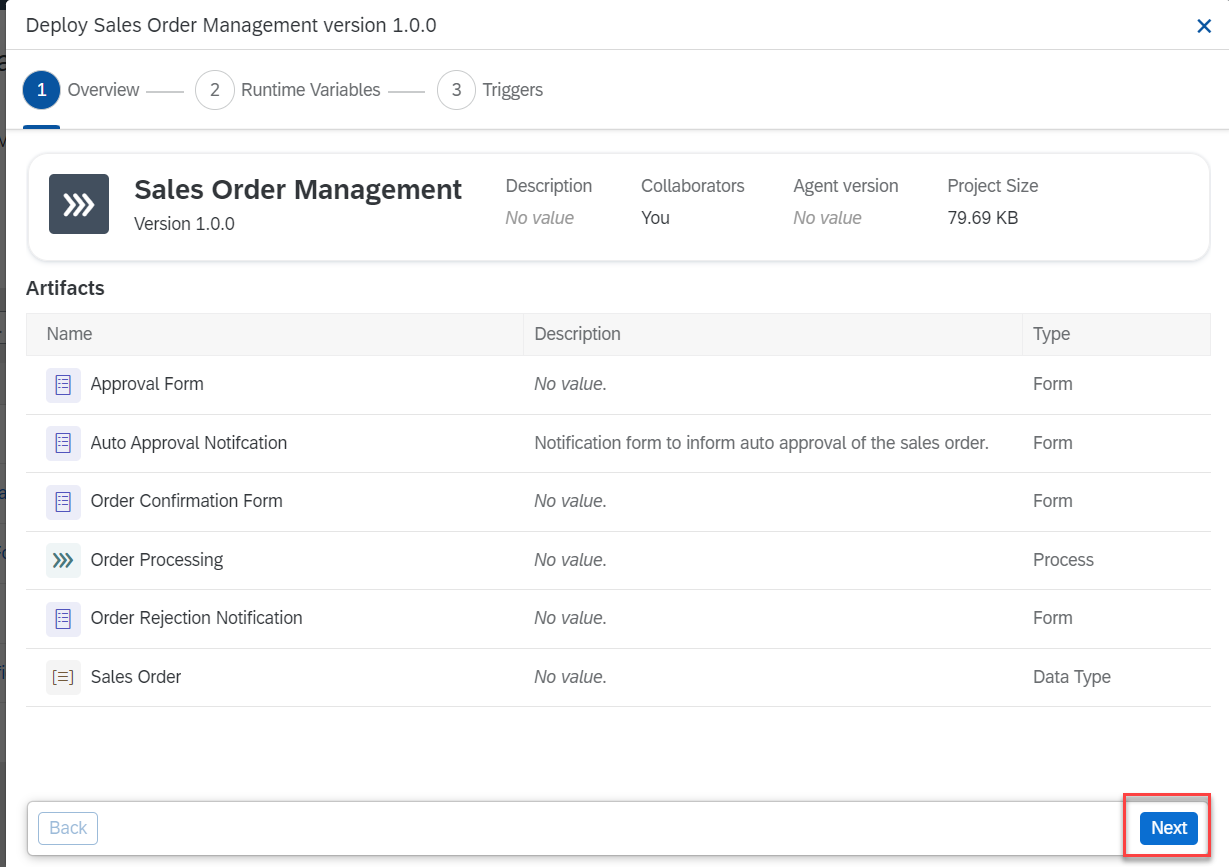 Deploy Sales Order Management version 1.0.0
1 Overview 2 Runtime Variables 3 Triggers
Sales Order Management
Version 1.0.0
Description Collaborators Agent version Project Size
No value You No value 79.69 KB
Artifacts
Name Description Type
Approval Form No value. Form
Auto Approval Notifcation Notification form to inform auto approval of the sales order. Form
Order Confirmation Form No value. Form
Order Processing No value. Process
Order Rejection Notification No value. Form
Sales Order No value. Data Type
Back Next